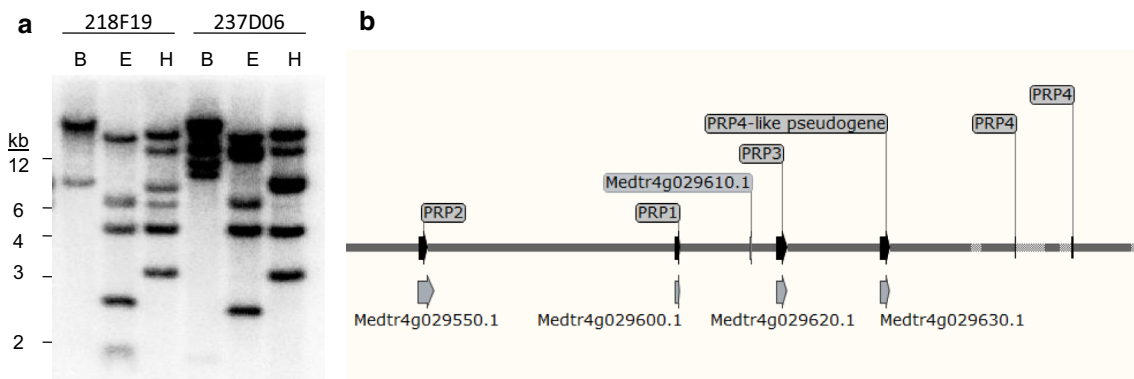 a
218F19 237D06
B E H B E H
kb
12
6
4
3
2
b
PRP4
PRP4-like pseudogene PRP4
PRP3
Medtr4g029610.1
PRP2 PRP1
Medtr4g029550.1 Medtr4g029600.1 Medtr4g029620.1 Medtr4g029630.1